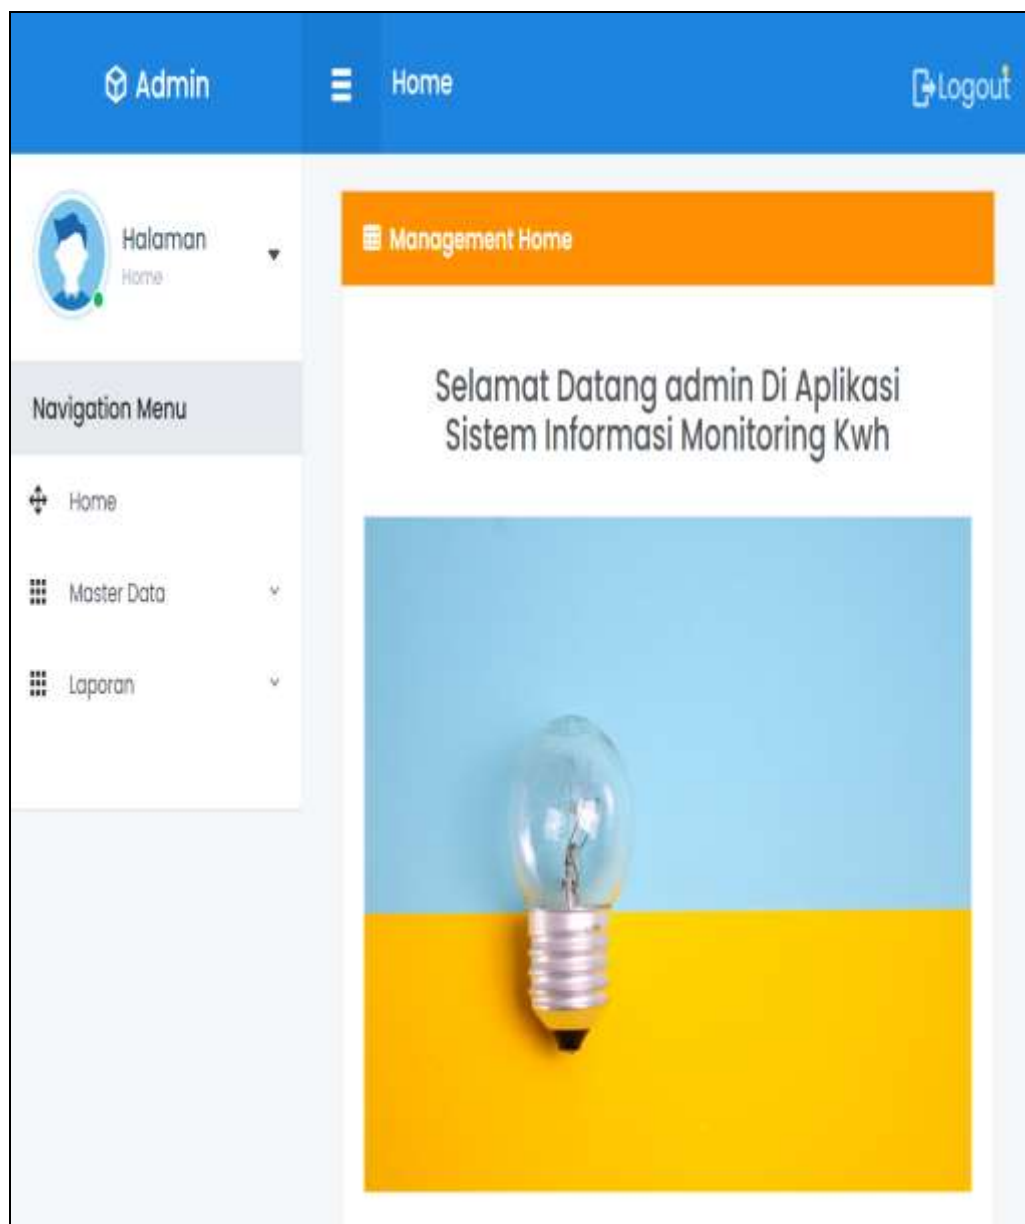 Admin
Home
Logout
Halaman
Home
Management Home
Navigation Menu
Home
Master Data
Laporan
Selamat Datang admin Di Aplikasi
Sistem Informasi Monitoring Kwh